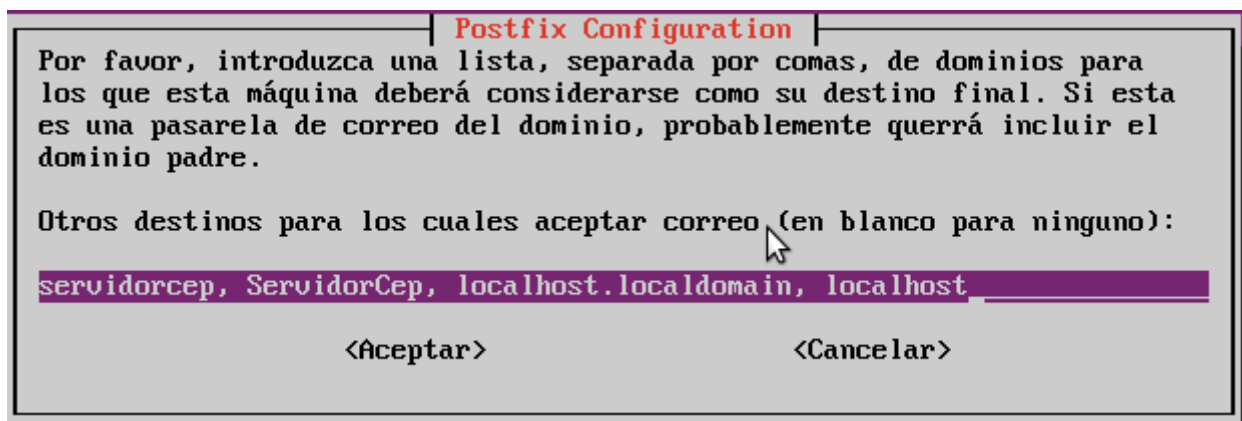 Postfix Configuration
Por favor, introduzca una lista, separada por comas, de dominios para
los que esta máquina deberá considerarse como su destino final. Si esta
es una pasarela de correo del dominio, probablemente querrá incluir el
dominio padre.
Otros destinos para los cuales aceptar correo (en blanco para ninguno):
servidorcep, ServidorCep, localhost.localdomain, localhost
<Aceptar> <Cancelar>